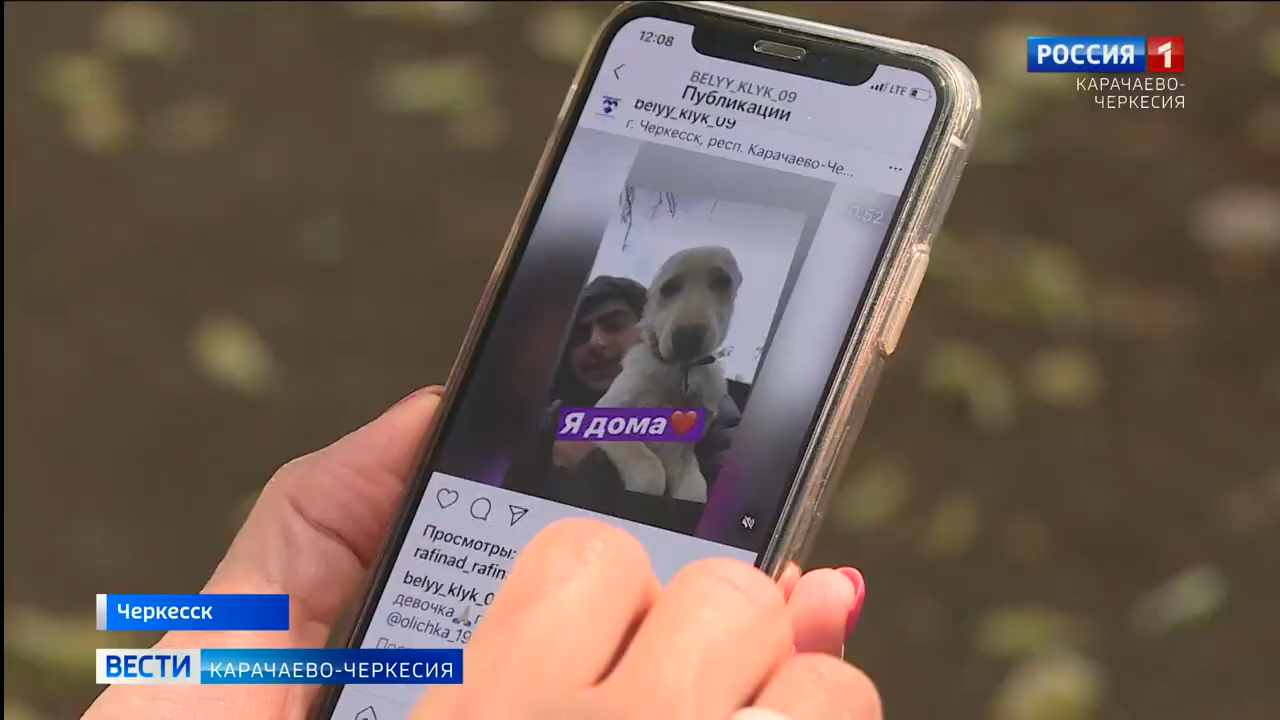 12:08
LTE
BELYY_KLYK_09
Публикации
belyy_klyk_09
г. Черкесск, респ. Карачаево-Че...
0:52
Я дома
Просмотры:
rafinad_rafin
belyy_klyk_0
девочка
@olichka_19
РОССИЯ 1
КАРАЧАЕВО-
ЧЕРКЕСИЯ
Черкесск
ВЕСТИ КАРАЧАЕВО-ЧЕРКЕСИЯ